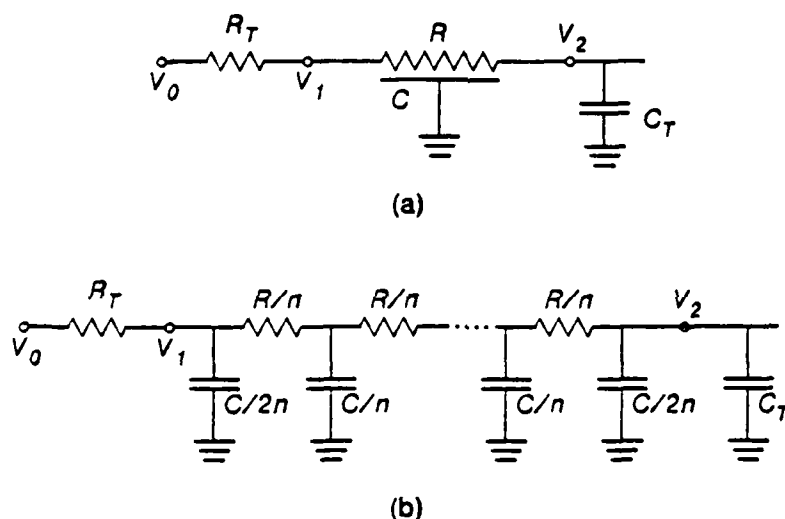 R_T R V_2
V_0 V_1 C C_T
(a)
R_T R/n R/n R/n V_2
V_0 V_1 C/2n C/n C/n C/2n C_T
(b)